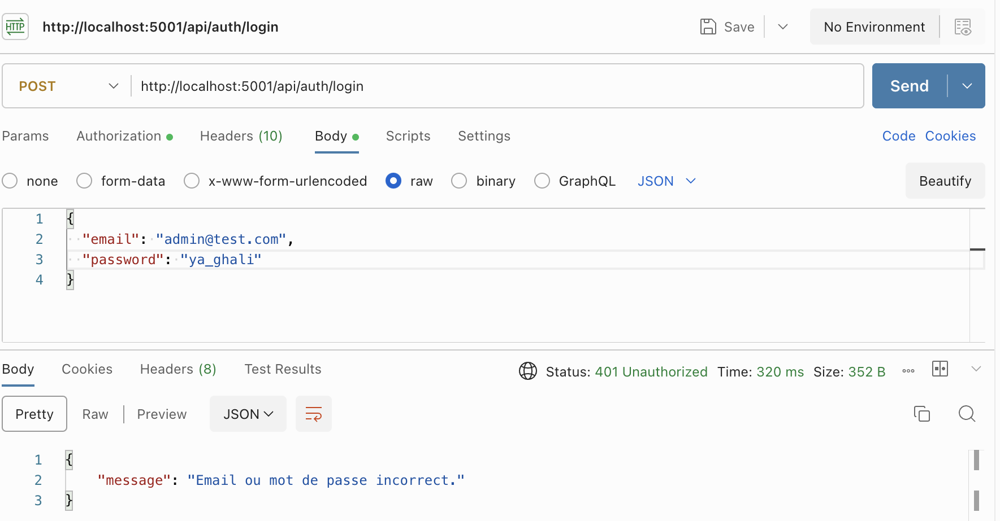 HTTP http://localhost:5001/api/auth/login Save No Environment
POST http://localhost:5001/api/auth/login Send
Params Authorization Headers (10) Body Scripts Settings Code Cookies
none form-data x-www-form-urlencoded raw binary GraphQL JSON Beautify
1 {
2 "email": "admin@test.com",
3 "password": "ya_ghali"
4 }
Body Cookies Headers (8) Test Results Status: 401 Unauthorized Time: 320 ms Size: 352 B
Pretty Raw Preview JSON
1 {
2 "message": "Email ou mot de passe incorrect."
3 }